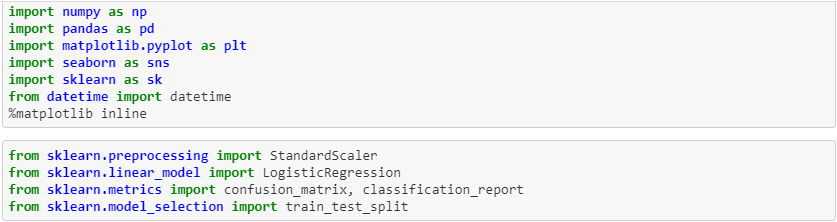 import numpy as np
import pandas as pd
import matplotlib.pyplot as plt
import seaborn as sns
import sklearn as sk
from datetime import datetime
%matplotlib inline
from sklearn.preprocessing import StandardScaler
from sklearn.linear_model import LogisticRegression
from sklearn.metrics import confusion_matrix, classification_report
from sklearn.model_selection import train_test_split